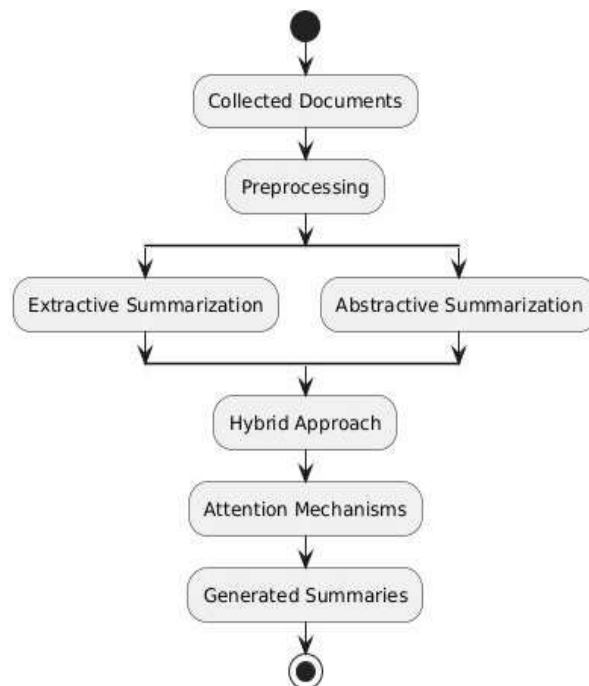 Collected Documents
Preprocessing
Extractive Summarization
Abstractive Summarization
Hybrid Approach
Attention Mechanisms
Generated Summaries